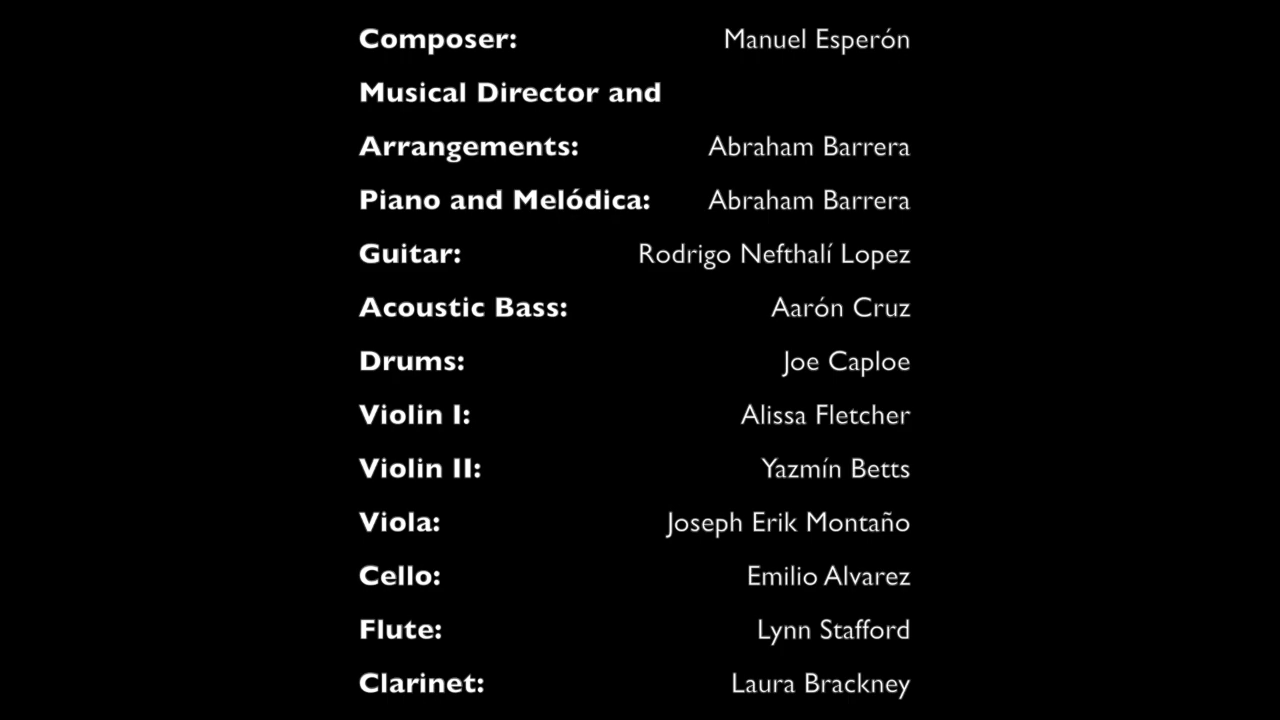 Composer: Manuel Esperón
Musical Director and
Arrangements: Abraham Barrera
Piano and Melódica: Abraham Barrera
Guitar: Rodrigo Nefthalí Lopez
Acoustic Bass: Aarón Cruz
Drums: Joe Caploe
Violin I: Alissa Fletcher
Violin II: Yazmín Betts
Viola: Joseph Erik Montaño
Cello: Emilio Alvarez
Flute: Lynn Stafford
Clarinet: Laura Brackney